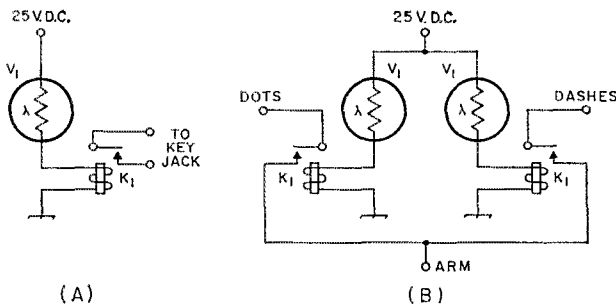 25 V. D.C.
V1
λ
TO
KEY
JACK
K1
(A)
25 V. D.C.
V1
V1
DOTS
DASHES
λ
λ
K1
K1
ARM
(B)